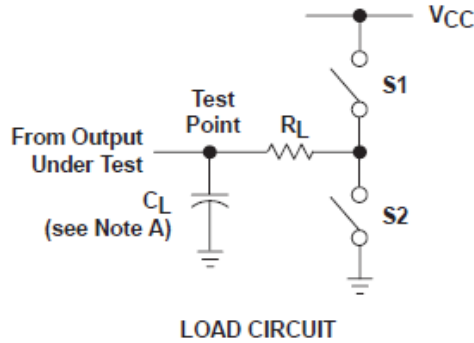 VCC
S1
Test
Point
RL
From Output
Under Test
CL
(see Note A)
S2
LOAD CIRCUIT